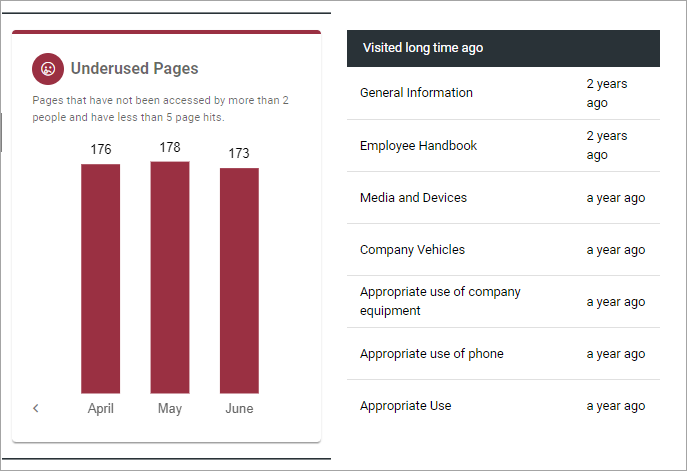 Underused Pages
Pages that have not been accessed by more than 2
people and have less than 5 page hits.
176
178
173
April
May
June
Visited long time ago
General Information
2 years
ago
Employee Handbook
2 years
ago
Media and Devices
a year ago
Company Vehicles
a year ago
Appropriate use of company
equipment
a year ago
Appropriate use of phone
a year ago
Appropriate Use
a year ago